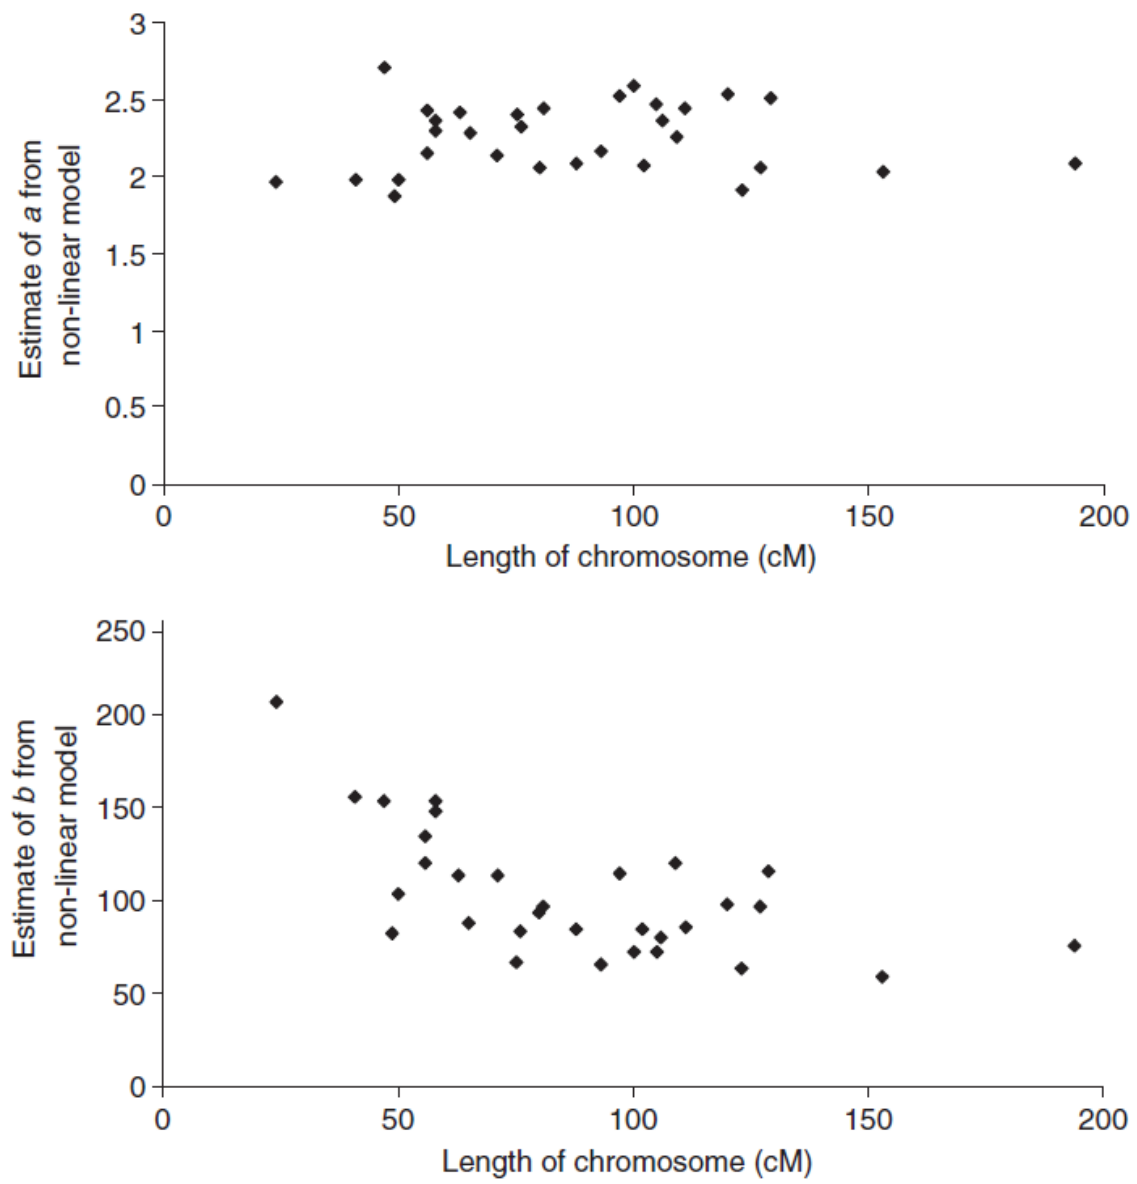 3
2.5
2
1.5
1
0.5
0
Estimate of a from
non-linear model
0 50 100 150 200
Length of chromosome (cM)
250
200
150
100
50
0
Estimate of b from
non-linear model
0 50 100 150 200
Length of chromosome (cM)